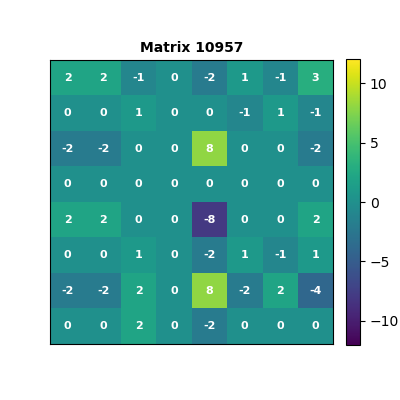 Matrix 10957
2 2 -1 0 -2 1 -1 3
0 0 1 0 0 -1 1 -1
-2 -2 0 0 8 0 0 -2
0 0 0 0 0 0 0 0
2 2 0 0 -8 0 0 2
0 0 1 0 -2 1 -1 1
-2 -2 2 0 8 -2 2 -4
0 0 2 0 -2 0 0 0
10
5
0
−5
−10